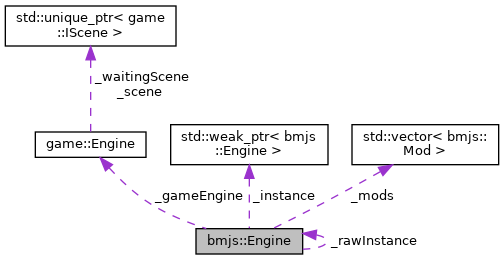 std::unique_ptr< game
::IScene >
_waitingScene
_scene
game::Engine
std::weak_ptr< bmjs
::Engine >
std::vector< bmjs::
Mod >
_gameEngine
_instance
_mods
bmjs::Engine
_rawInstance